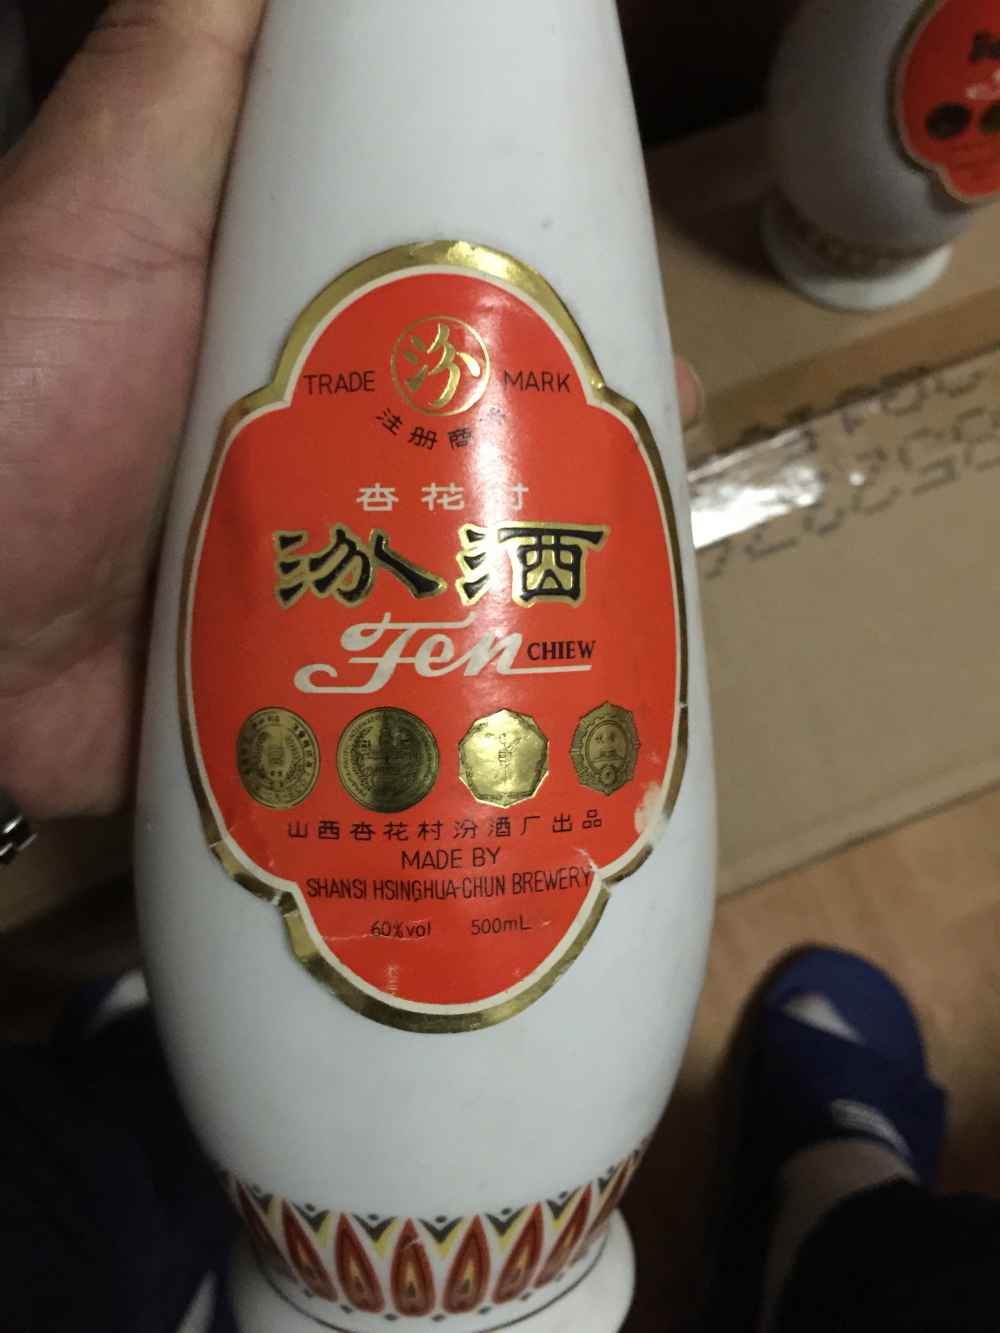 汾
TRADE MARK
注册商标
杏花村
汾酒
Fen CHIEW
山西杏花村汾酒厂出品
MADE BY
SHANSI HSINGHUA-CHUN BREWERY
60%vol 500mL